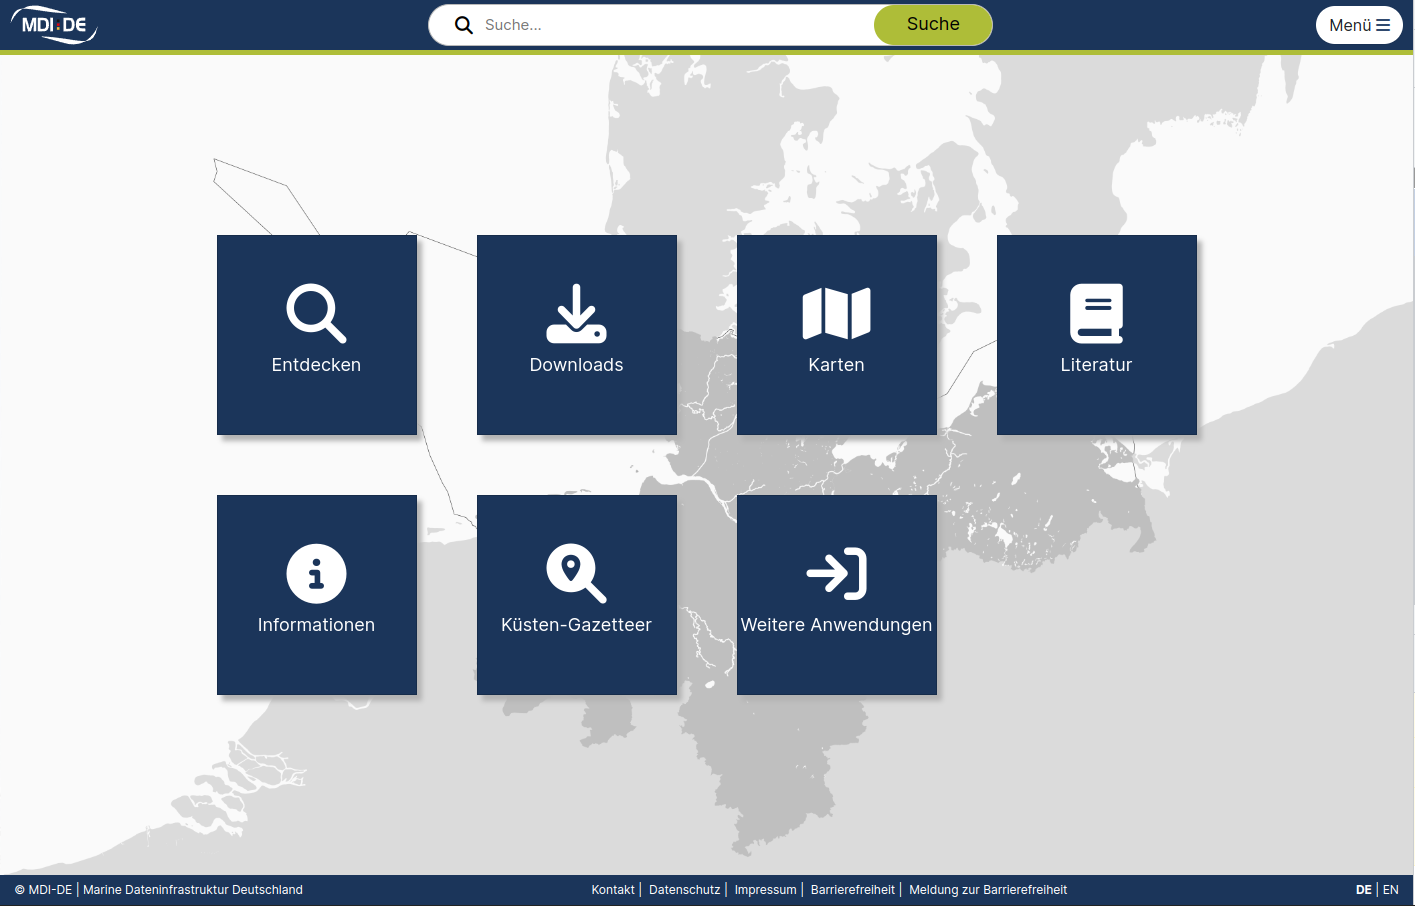 MDI:DE
Suche...
Suche
Menü
Entdecken
Downloads
Karten
Literatur
Informationen
Küsten-Gazetteer
Weitere Anwendungen
© MDI-DE | Marine Dateninfrastruktur Deutschland
Kontakt | Datenschutz | Impressum | Barrierefreiheit | Meldung zur Barrierefreiheit
DE | EN